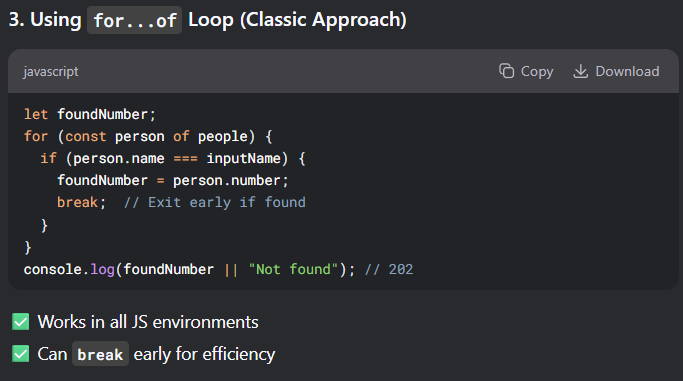 3. Using for...of Loop (Classic Approach)
javascript
Copy
Download
let foundNumber;
for (const person of people) {
  if (person.name === inputName) {
    foundNumber = person.number;
    break;  // Exit early if found
  }
}
console.log(foundNumber || "Not found"); // 202
✅ Works in all JS environments
✅ Can break early for efficiency